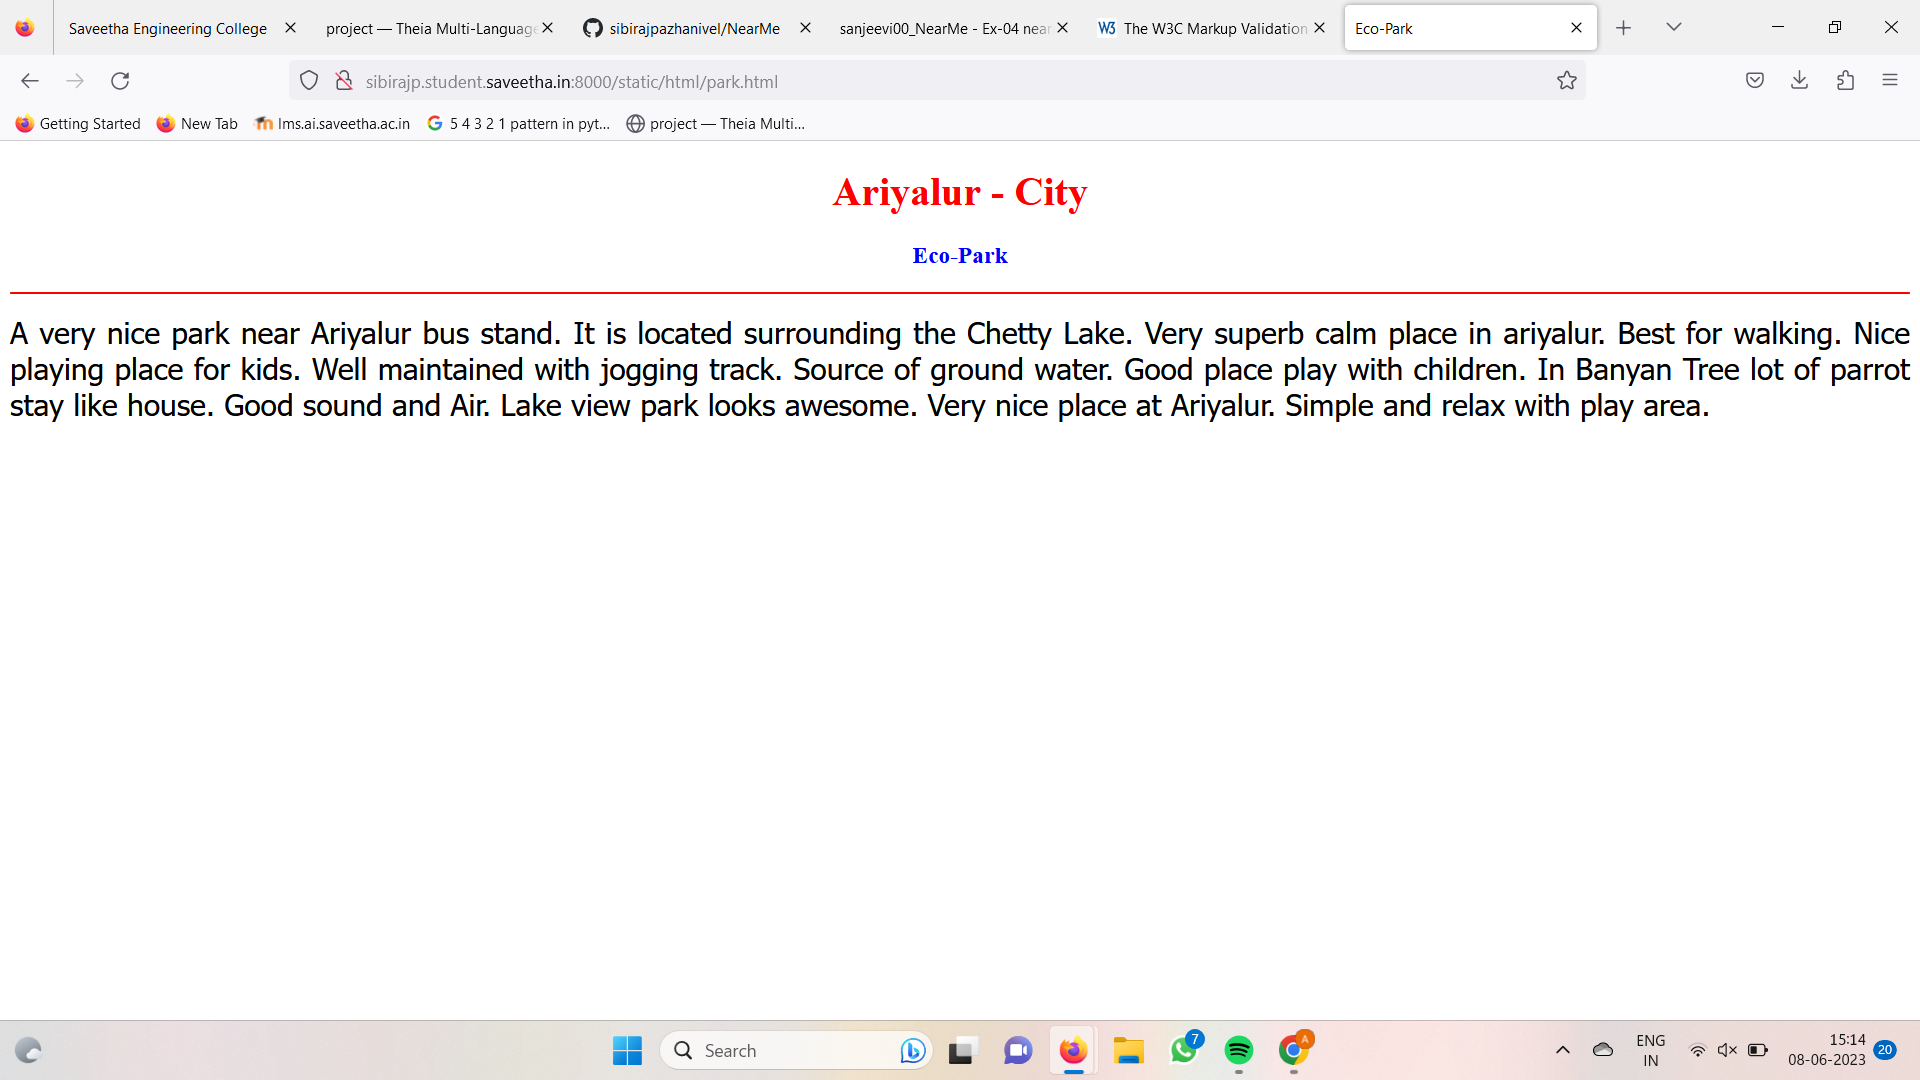 Saveetha Engineering College
project — Theia Multi-Language
sibirajpazhanivel/NearMe
sanjeevi00_NearMe - Ex-04 near
The W3C Markup Validation
Eco-Park
sibirajp.student.saveetha.in:8000/static/html/park.html
Getting Started
New Tab
lms.ai.saveetha.ac.in
5 4 3 2 1 pattern in pyt...
project — Theia Multi...
Ariyalur - City
Eco-Park
A very nice park near Ariyalur bus stand. It is located surrounding the Chetty Lake. Very superb calm place in ariyalur. Best for walking. Nice
playing place for kids. Well maintained with jogging track. Source of ground water. Good place play with children. In Banyan Tree lot of parrot
stay like house. Good sound and Air. Lake view park looks awesome. Very nice place at Ariyalur. Simple and relax with play area.
Search
7
A
ENG
IN
15:14
08-06-2023
20